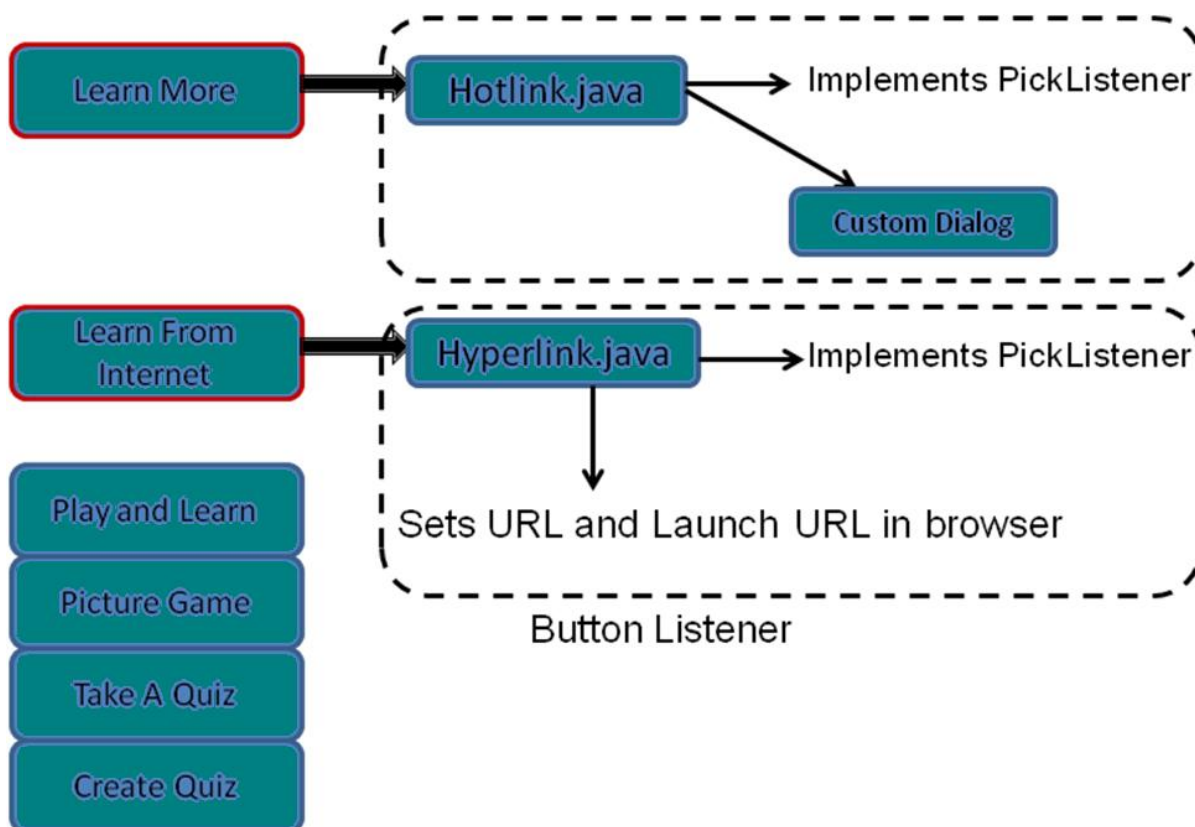 Learn More
Hotlink.java
Implements PickListener
Custom Dialog
Learn From
Internet
Hyperlink.java
Implements PickListener
Sets URL and Launch URL in browser
Button Listener
Play and Learn
Picture Game
Take A Quiz
Create Quiz